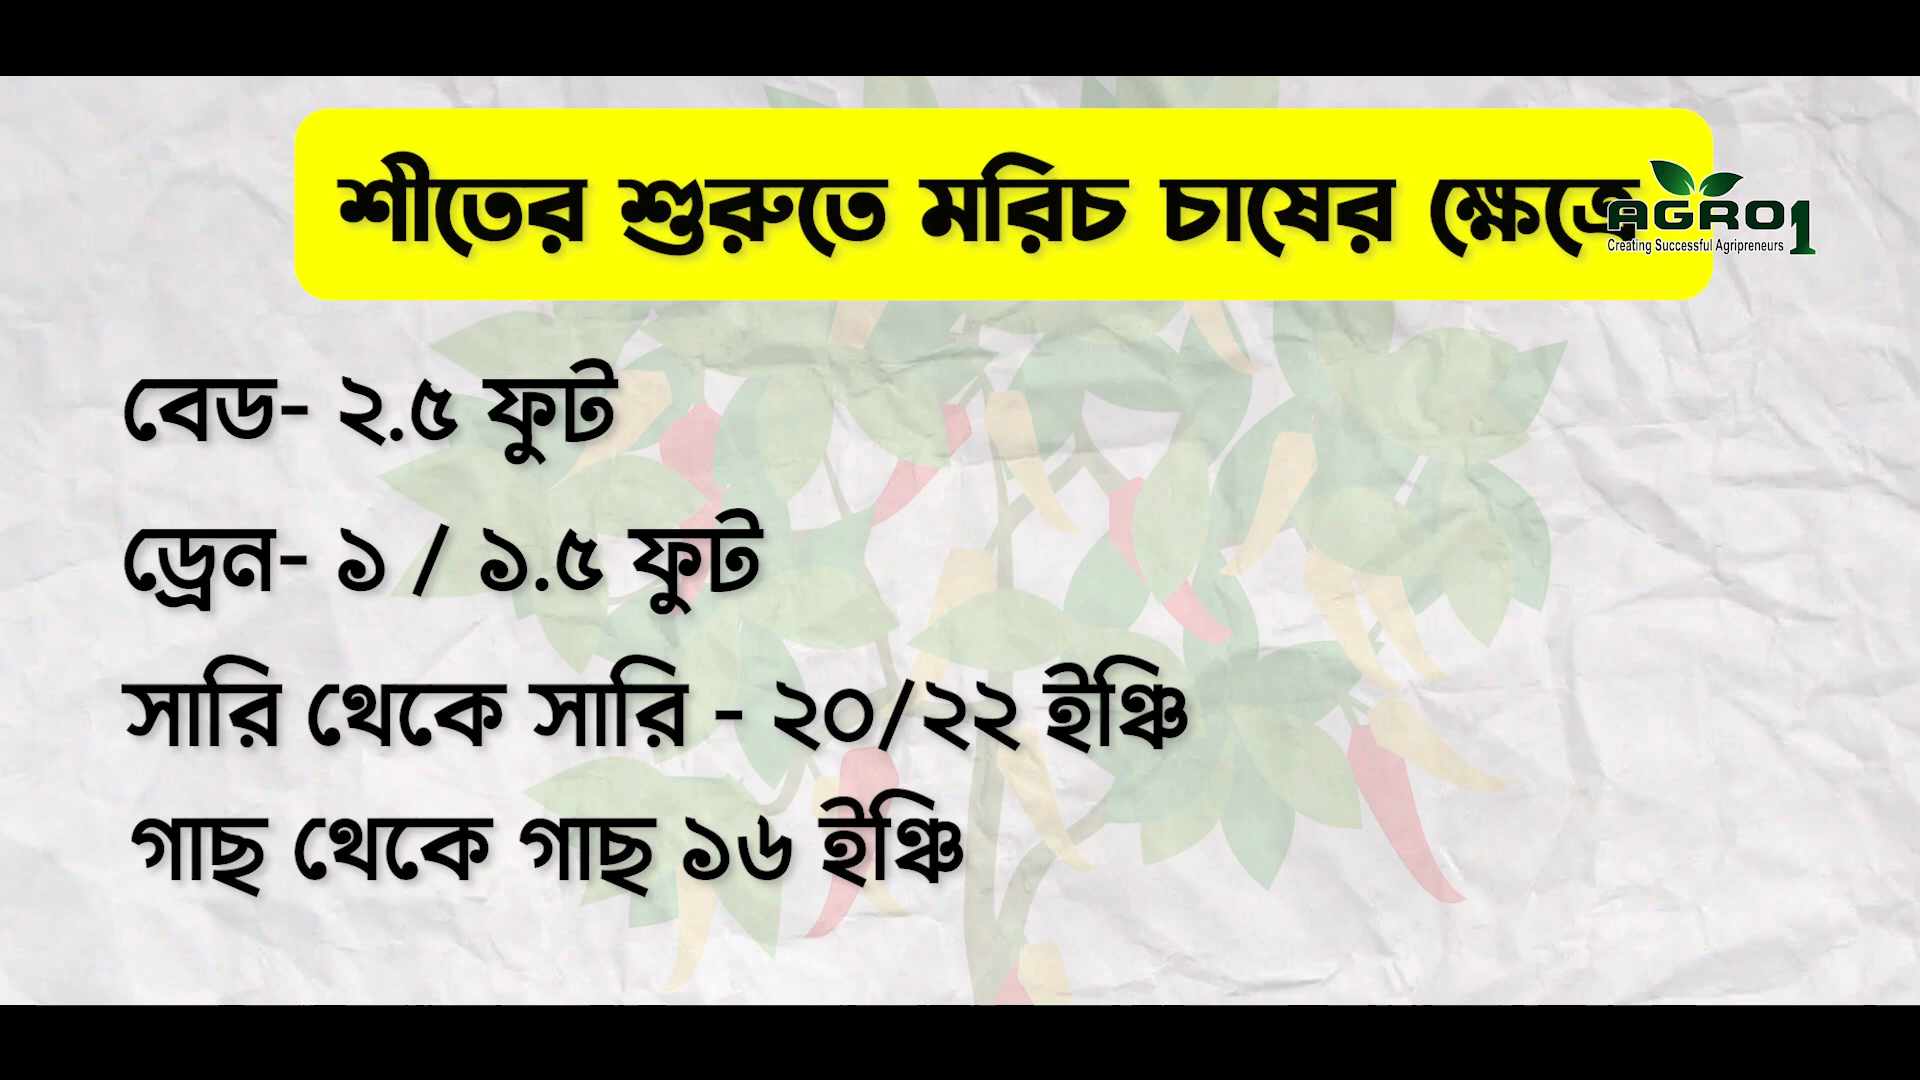 শীতের শুরুতে মরিচ চাষের ক্ষেত্রে
AGRO1
Creating Successful Agripreneurs
বেড- ২.৫ ফুট
ড্রেন- ১ / ১.৫ ফুট
সারি থেকে সারি - ২০/২২ ইঞ্চি
গাছ থেকে গাছ ১৬ ইঞ্চি